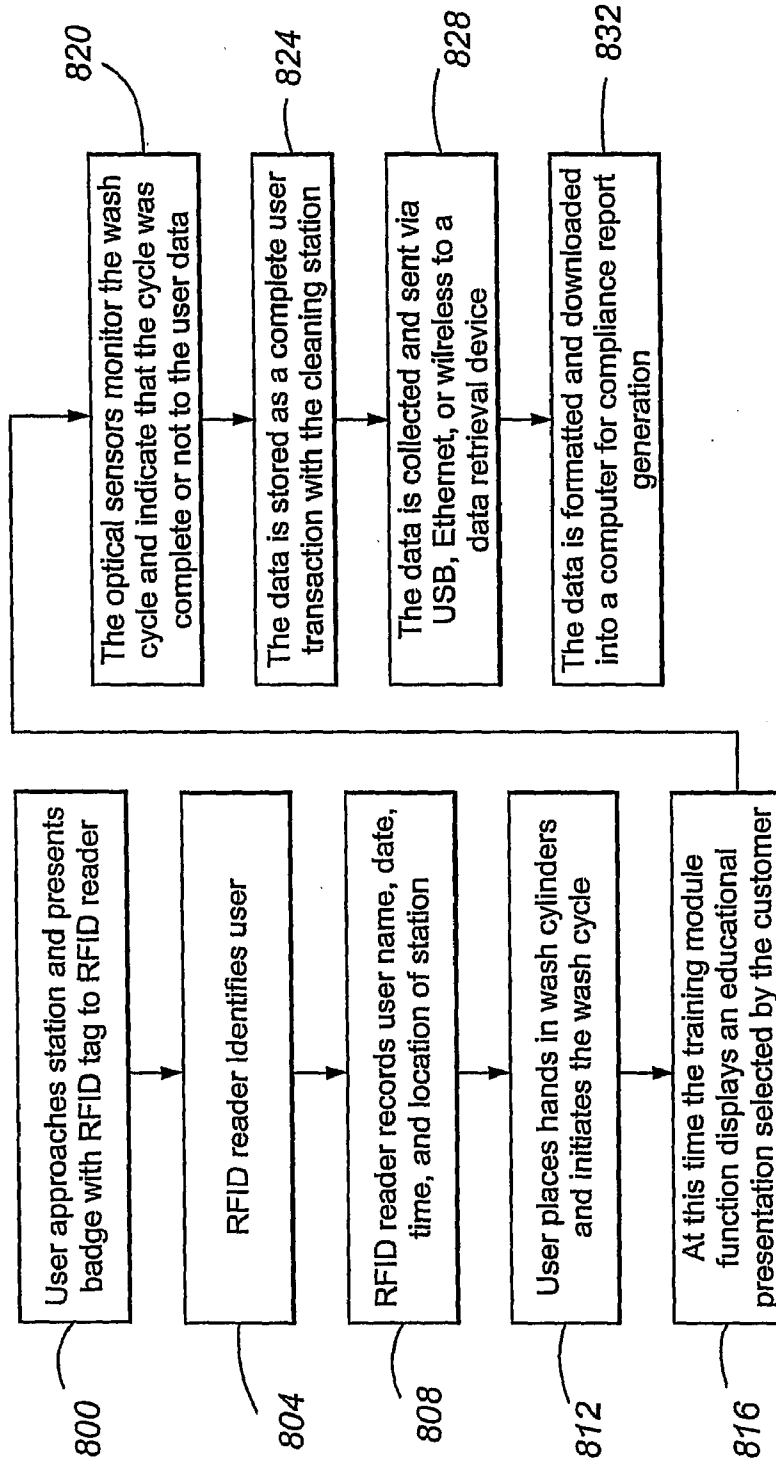 800
User approaches station and presents
badge with RFID tag to RFID reader
804
RFID reader identifies user
808
RFID reader records user name, date,
time, and location of station
812
User places hands in wash cylinders
and initiates the wash cycle
816
At this time the training module
function displays an educational
presentation selected by the customer
820
The optical sensors monitor the wash
cycle and indicate that the cycle was
complete or not to the user data
824
The data is stored as a complete user
transaction with the cleaning station
828
The data is collected and sent via
USB, Ethernet, or wilreless to a
data retrieval device
832
The data is formatted and downloaded
into a computer for compliance report
generation